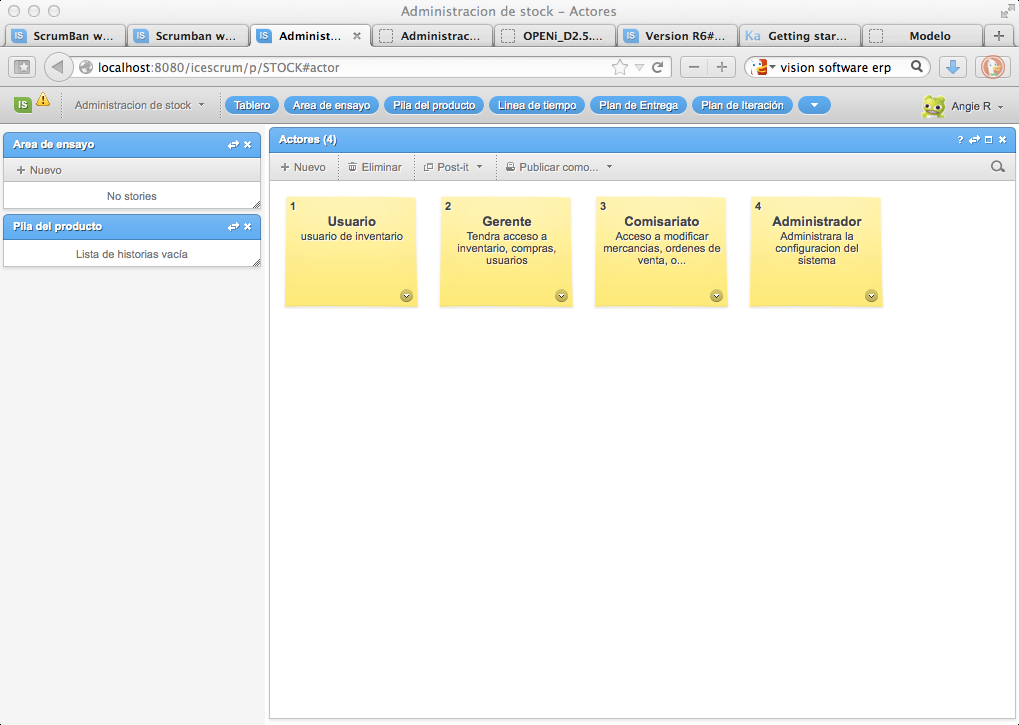 Administracion de stock – Actores
IS ScrumBan w...
IS Scrumban w...
IS Administ...
Administrac...
OPENi_D2.5....
IS Version R6#...
Ka Getting star...
Modelo
localhost:8080/icescrum/p/STOCK#actor
vision software erp
IS
Administracion de stock
Tablero
Area de ensayo
Pila del producto
Linea de tiempo
Plan de Entrega
Plan de Iteración
Angie R
Area de ensayo
+ Nuevo
No stories
Pila del producto
Lista de historias vacía
Actores (4)
?
+ Nuevo
Eliminar
Post-it
Publicar como...
1
Usuario
usuario de inventario
2
Gerente
Tendra acceso a
inventario, compras,
usuarios
3
Comisariato
Acceso a modificar
mercancias, ordenes de
venta, o...
4
Administrador
Administrara la
configuracion del
sistema